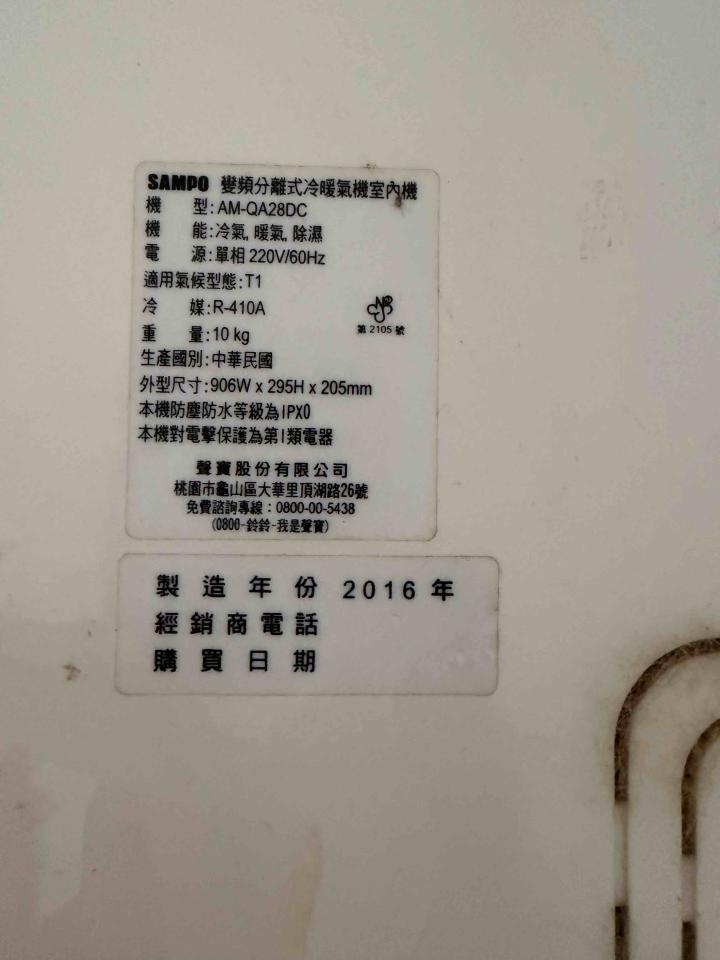 SAMPO 變頻分離式冷暖氣機室內機
機 型:AM-QA28DC
機 能:冷氣, 暖氣, 除濕
電 源:單相 220V/60Hz
適用氣候型態:T1
冷 媒:R-410A
重 量:10 kg
第 2105 號
生產國別:中華民國
外型尺寸:906W x 295H x 205mm
本機防塵防水等級為IPX0
本機對電擊保護為第I類電器
聲寶股份有限公司
桃園市龜山區大華里頂湖路26號
免費諮詢專線:0800-00-5438
(0800-鈴鈴-我是聲寶)
製造年份 2016 年
經銷商電話
購買日期